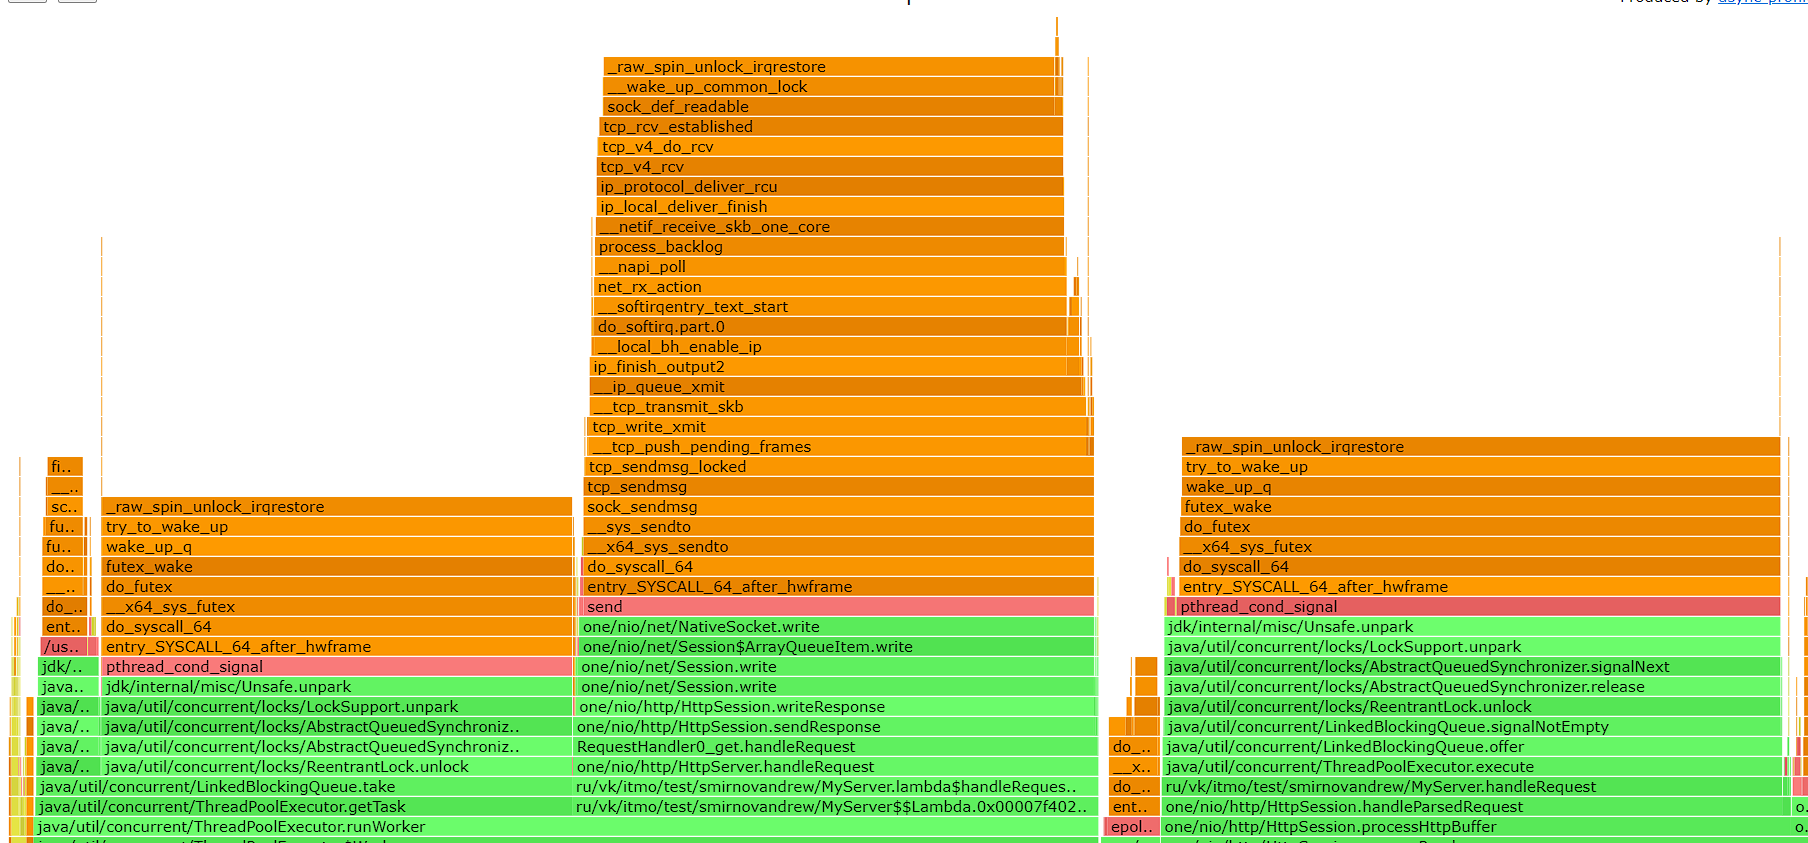 _raw_spin_unlock_irqrestore
__wake_up_common_lock
sock_def_readable
tcp_rcv_established
tcp_v4_do_rcv
tcp_v4_rcv
ip_protocol_deliver_rcu
ip_local_deliver_finish
__netif_receive_skb_one_core
process_backlog
__napi_poll
net_rx_action
__softirqentry_text_start
do_softirq.part.0
__local_bh_enable_ip
ip_finish_output2
__ip_queue_xmit
__tcp_transmit_skb
tcp_write_xmit
__tcp_push_pending_frames _raw_spin_unlock_irqrestore
fi.. tcp_sendmsg_locked try_to_wake_up
__.. tcp_sendmsg wake_up_q
sc.. _raw_spin_unlock_irqrestore sock_sendmsg futex_wake
fu.. try_to_wake_up __sys_sendto do_futex
fu.. wake_up_q __x64_sys_sendto __x64_sys_futex
do.. futex_wake do_syscall_64 do_syscall_64
__.. do_futex entry_SYSCALL_64_after_hwframe entry_SYSCALL_64_after_hwframe
do_.. __x64_sys_futex send pthread_cond_signal
ent.. do_syscall_64 one/nio/net/NativeSocket.write jdk/internal/misc/Unsafe.unpark
/us.. entry_SYSCALL_64_after_hwframe one/nio/net/Session$ArrayQueueItem.write java/util/concurrent/locks/LockSupport.unpark
jdk/.. pthread_cond_signal one/nio/net/Session.write java/util/concurrent/locks/AbstractQueuedSynchronizer.signalNext
java.. jdk/internal/misc/Unsafe.unpark one/nio/net/Session.write java/util/concurrent/locks/AbstractQueuedSynchronizer.release
java/.. java/util/concurrent/locks/LockSupport.unpark one/nio/http/HttpSession.writeResponse java/util/concurrent/locks/ReentrantLock.unlock
java/.. java/util/concurrent/locks/AbstractQueuedSynchroniz.. one/nio/http/HttpSession.sendResponse java/util/concurrent/LinkedBlockingQueue.signalNotEmpty
java/.. java/util/concurrent/locks/AbstractQueuedSynchroniz.. RequestHandler0_get.handleRequest do_.. java/util/concurrent/LinkedBlockingQueue.offer
java/.. java/util/concurrent/locks/ReentrantLock.unlock one/nio/http/HttpServer.handleRequest __x.. java/util/concurrent/ThreadPoolExecutor.execute
java/util/concurrent/LinkedBlockingQueue.take ru/vk/itmo/test/smirnovandrew/MyServer.lambda$handleReques.. do_.. ru/vk/itmo/test/smirnovandrew/MyServer.handleRequest
java/util/concurrent/ThreadPoolExecutor.getTask ru/vk/itmo/test/smirnovandrew/MyServer$$Lambda.0x00007f402.. ent.. one/nio/http/HttpSession.handleParsedRequest o.
java/util/concurrent/ThreadPoolExecutor.runWorker epol.. one/nio/http/HttpSession.processHttpBuffer o.